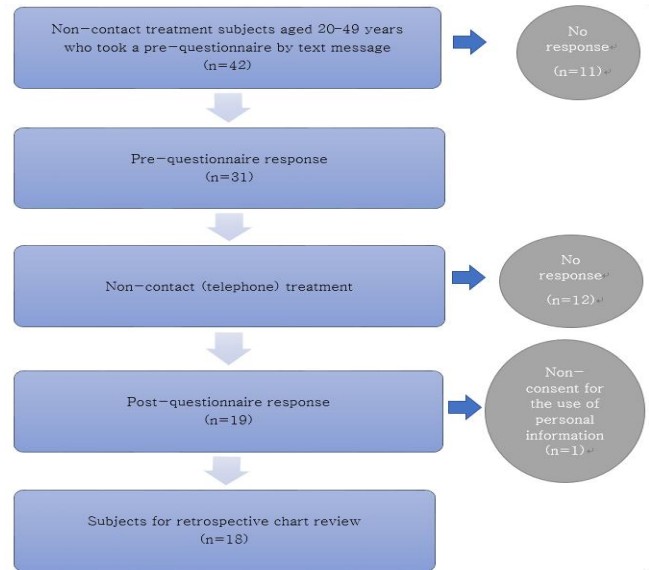 Non-contact treatment subjects aged 20-49 years
who took a pre-questionnaire by text message
(n=42)
No
response
(n=11)
Pre-questionnaire response
(n=31)
Non-contact (telephone) treatment
No
response
(n=12)
Post-questionnaire response
(n=19)
Non-
consent for
the use of
personal
information
(n=1)
Subjects for retrospective chart review
(n=18)